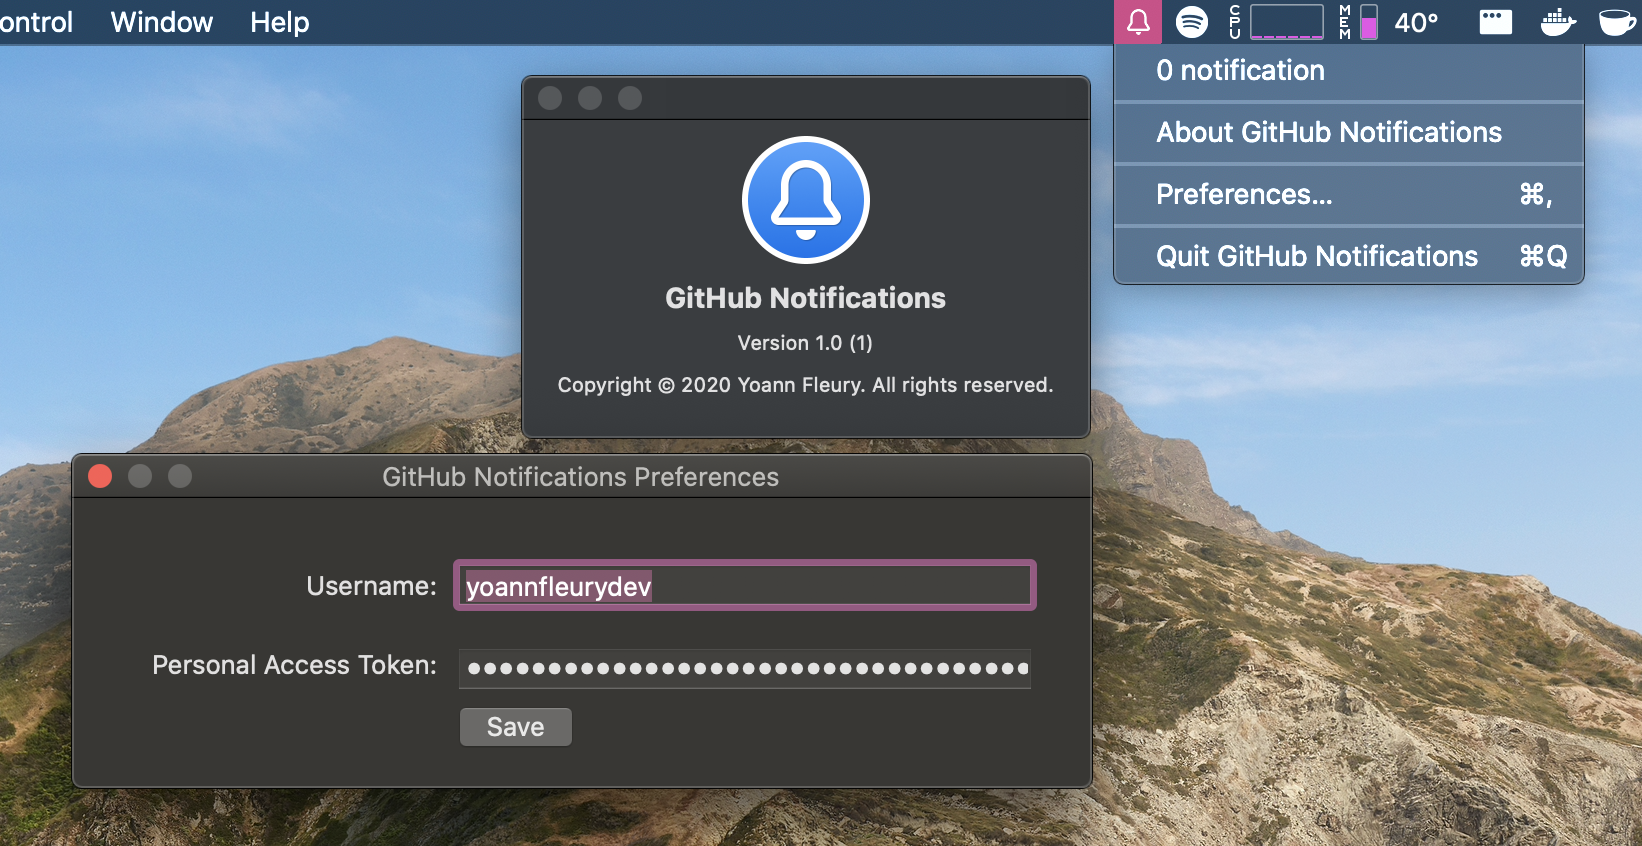 ontrol Window Help
CPU MEM 40°
0 notification
About GitHub Notifications
Preferences... ⌘,
Quit GitHub Notifications ⌘Q
GitHub Notifications
Version 1.0 (1)
Copyright © 2020 Yoann Fleury. All rights reserved.
GitHub Notifications Preferences
Username: yoannfleurydev
Personal Access Token:
Save